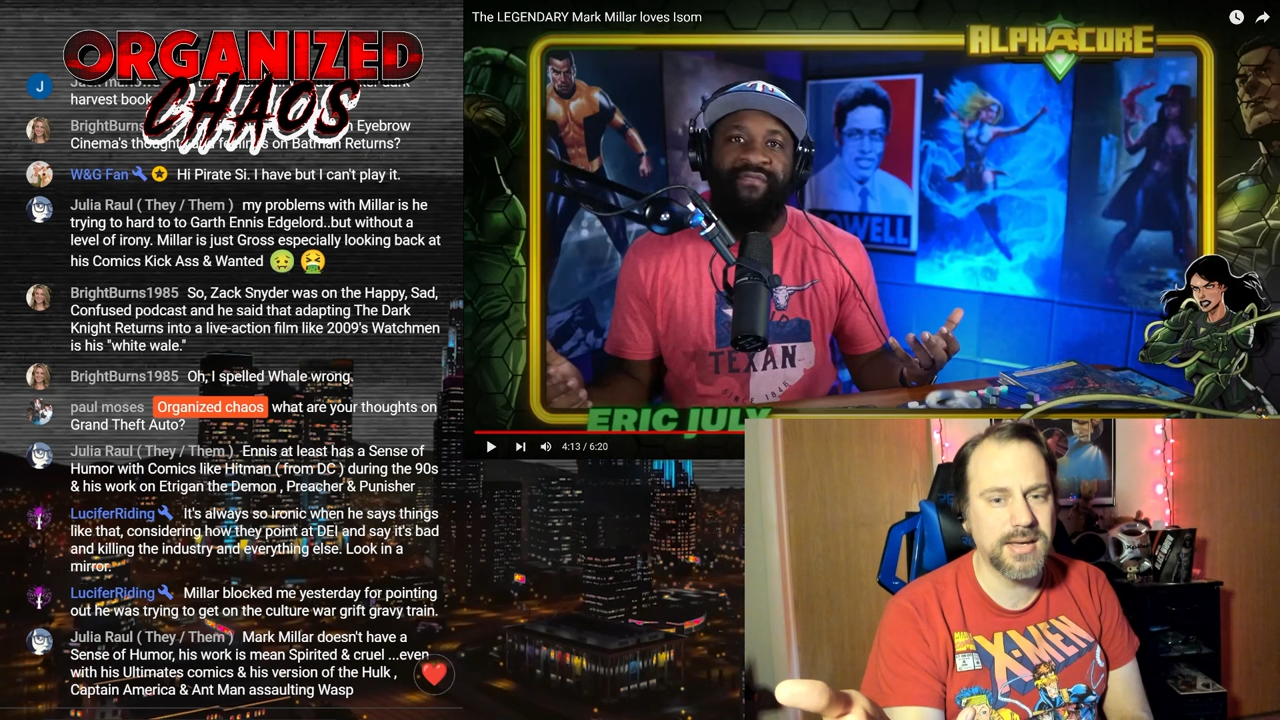 ORGANIZED
CHAOS
J
harvest book
BrightBurns
Eyebrow
Cinema's thought
on Batman Returns?
W&G Fan Hi Pirate Si. I have but I can't play it.
Julia Raul ( They / Them ) my problems with Millar is he
trying to hard to to Garth Ennis Edgelord..but without a
level of irony. Millar is just Gross especially looking back at
his Comics Kick Ass & Wanted
BrightBurns1985 So, Zack Snyder was on the Happy, Sad,
Confused podcast and he said that adapting The Dark
Knight Returns into a live-action film like 2009's Watchmen
is his "white wale."
BrightBurns1985 Oh, I spelled Whale wrong.
paul moses Organized chaos what are your thoughts on
Grand Theft Auto?
Julia Raul ( They / Them ) Ennis at least has a Sense of
Humor with Comics like Hitman ( from DC ) during the 90s
& his work on Etrigan the Demon , Preacher & Punisher
LuciferRiding It's always so ironic when he says things
like that, considering how they point at DEI and say it's bad
and killing the industry and everything else. Look in a
mirror.
LuciferRiding Millar blocked me yesterday for pointing
out he was trying to get on the culture war grift gravy train.
Julia Raul ( They / Them ) Mark Millar doesn't have a
Sense of Humor, his work is mean Spirited & cruel ...even
with his Ultimates comics & his version of the Hulk ,
Captain America & Ant Man assaulting Wasp
The LEGENDARY Mark Millar loves Isom
ALPHACORE
OWELL
TEXAN
SINCE 1845
ERIC JULY
4:13 / 6:20
X-MEN